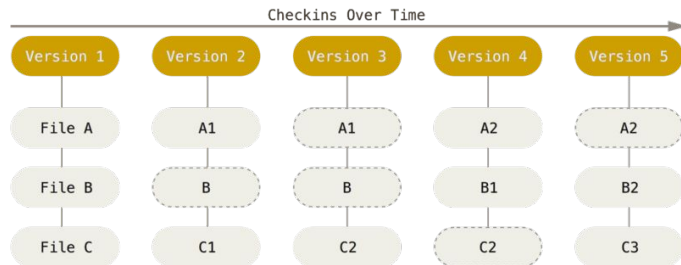 Checkins Over Time
Version 1 Version 2 Version 3 Version 4 Version 5
File A A1 A1 A2 A2
File B B B B1 B2
File C C1 C2 C2 C3